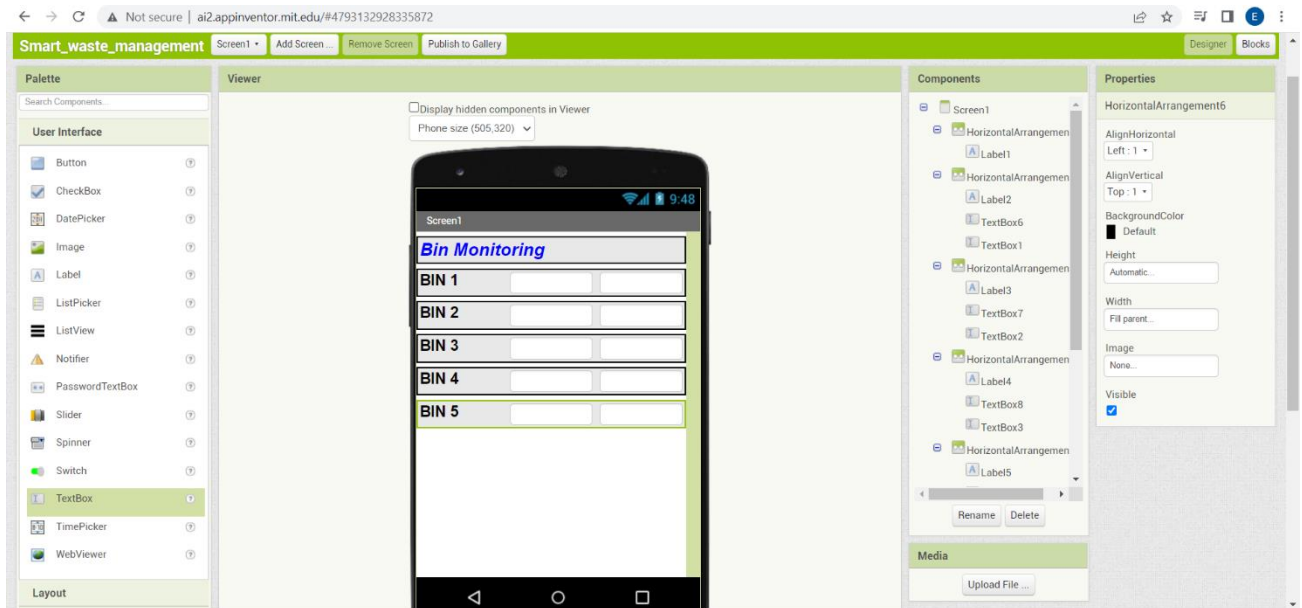 Not secure | ai2.appinventor.mit.edu/#4793132928335872
E
Smart_waste_management Screen1 Add Screen ... Remove Screen Publish to Gallery Designer Blocks
Palette
Search Components...
User Interface
Button
CheckBox
DatePicker
Image
Label
ListPicker
ListView
Notifier
PasswordTextBox
Slider
Spinner
Switch
TextBox
TimePicker
WebViewer
Layout
Viewer
Display hidden components in Viewer
Phone size (505,320)
9:48
Screen1
Bin Monitoring
BIN 1
BIN 2
BIN 3
BIN 4
BIN 5
Components
Screen1
HorizontalArrangemen
Label1
HorizontalArrangemen
Label2
TextBox6
TextBox1
HorizontalArrangemen
Label3
TextBox7
TextBox2
HorizontalArrangemen
Label4
TextBox8
TextBox3
HorizontalArrangemen
Label5
Rename Delete
Media
Upload File ...
Properties
HorizontalArrangement6
AlignHorizontal
Left : 1
AlignVertical
Top : 1
BackgroundColor
Default
Height
Automatic...
Width
Fill parent...
Image
None...
Visible